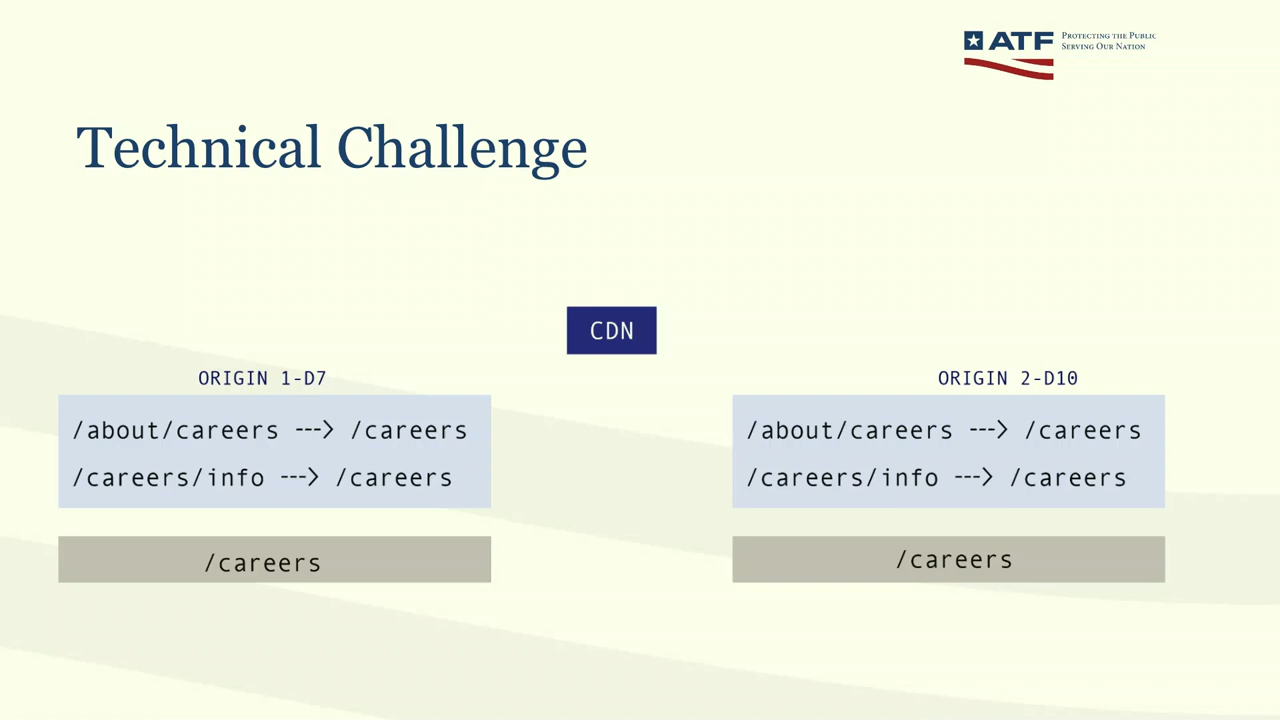 ATF
PROTECTING THE PUBLIC
SERVING OUR NATION
Technical Challenge
CDN
ORIGIN 1-D7
/about/careers ---> /careers
/careers/info ---> /careers
/careers
ORIGIN 2-D10
/about/careers ---> /careers
/careers/info ---> /careers
/careers